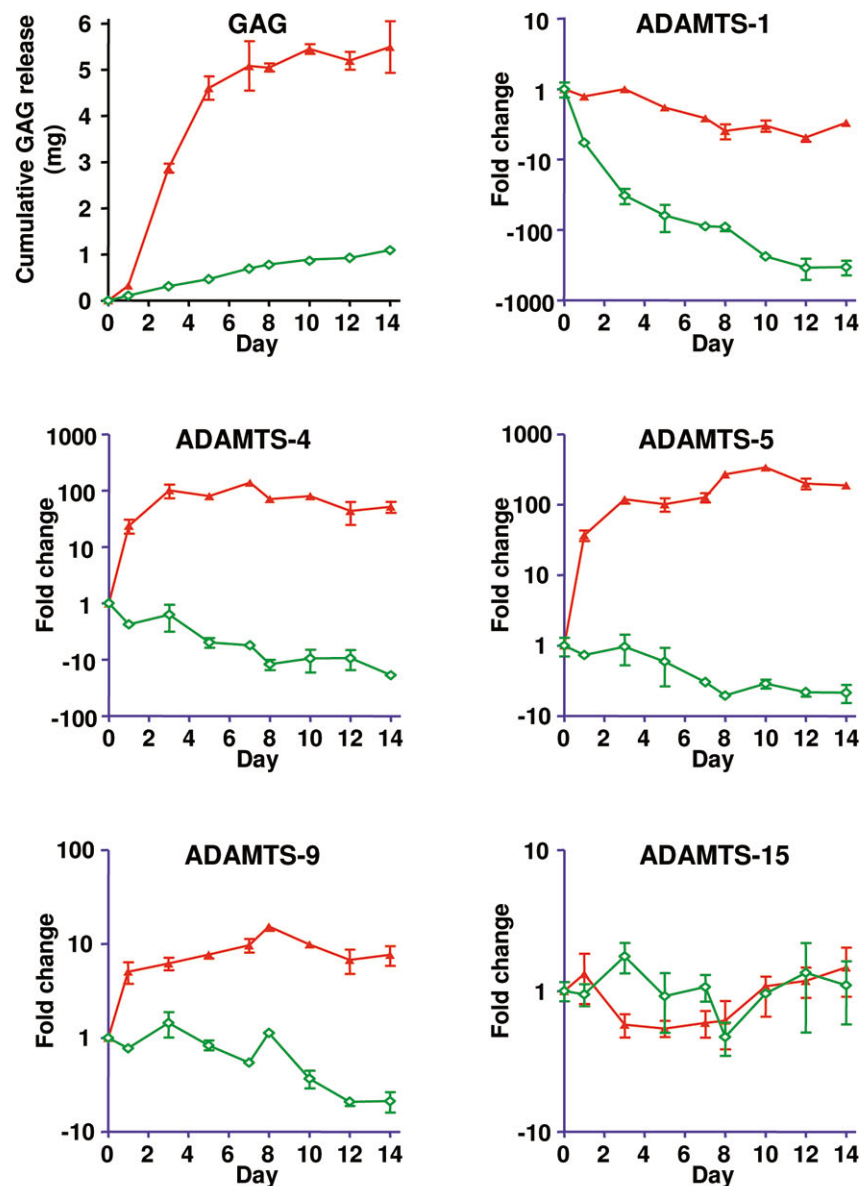 GAG
Cumulative GAG release
(mg)
6
5
4
3
2
1
0
0 2 4 6 8 10 12 14
Day
ADAMTS-1
Fold change
10
1
-10
-100
-1000
0 2 4 6 8 10 12 14
Day
ADAMTS-4
Fold change
1000
100
10
1
-10
-100
0 2 4 6 8 10 12 14
Day
ADAMTS-5
Fold change
1000
100
10
1
-10
0 2 4 6 8 10 12 14
Day
ADAMTS-9
Fold change
100
10
1
-10
0 2 4 6 8 10 12 14
Day
ADAMTS-15
Fold change
10
1
-10
0 2 4 6 8 10 12 14
Day